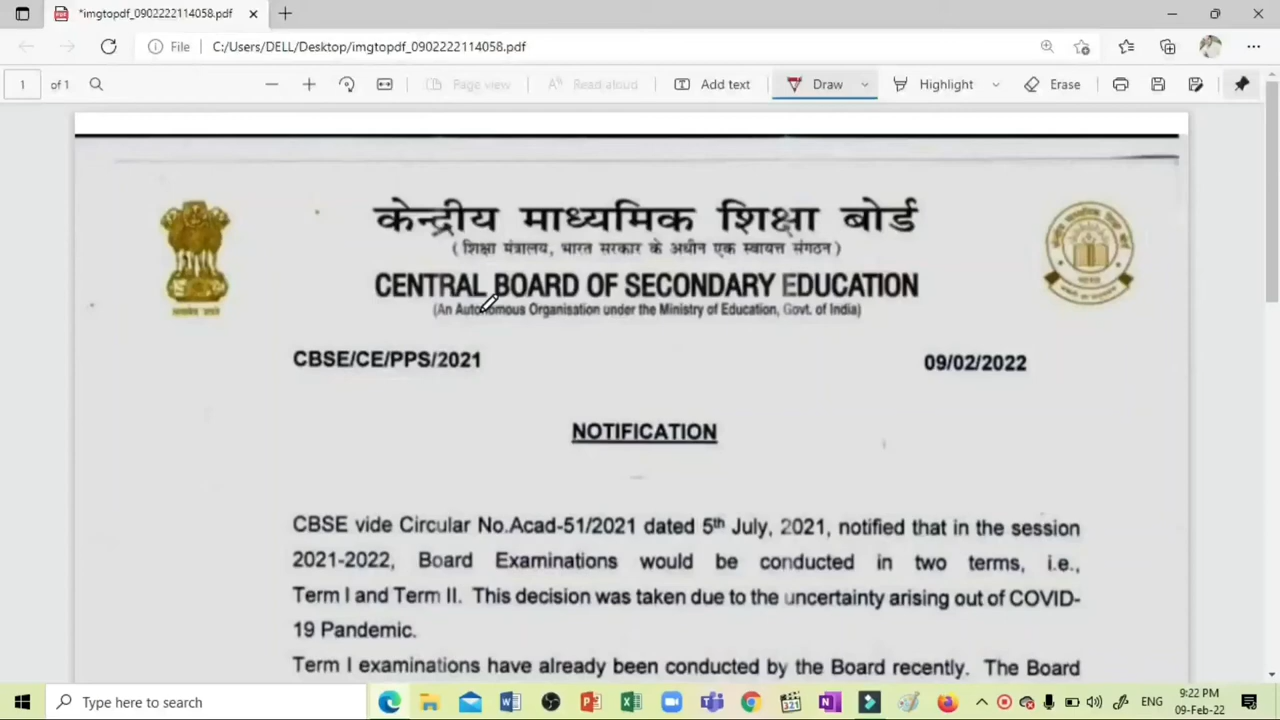 *imgtopdf_0902222114058.pdf
File C:/Users/DELL/Desktop/imgtopdf_0902222114058.pdf
1 of 1 Page view Read aloud Add text Draw Highlight Erase
केन्द्रीय माध्यमिक शिक्षा बोर्ड
(शिक्षा मंत्रालय, भारत सरकार के अधीन एक स्वायत्त संगठन)
CENTRAL BOARD OF SECONDARY EDUCATION
(An Autonomous Organisation under the Ministry of Education, Govt. of India)
CBSE/CE/PPS/2021 09/02/2022
NOTIFICATION
CBSE vide Circular No.Acad-51/2021 dated 5th July, 2021, notified that in the session
2021-2022, Board Examinations would be conducted in two terms, i.e.,
Term I and Term II. This decision was taken due to the uncertainty arising out of COVID-
19 Pandemic.
Term I examinations have already been conducted by the Board recently. The Board
Type here to search ENG 9:22 PM
09-Feb-22